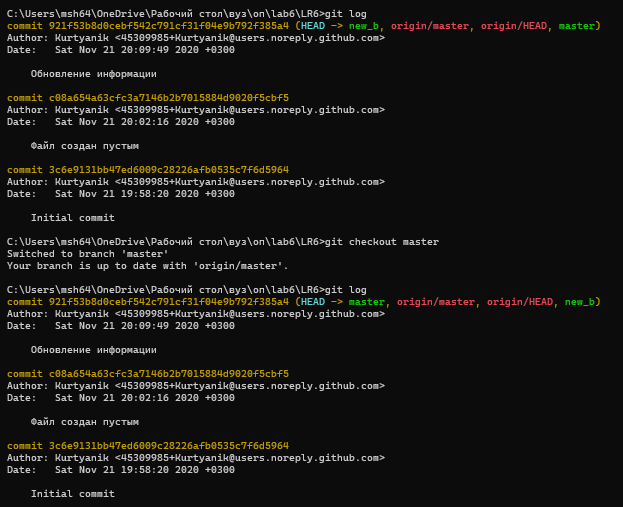 C:\Users\msh64\OneDrive\Рабочий стол\вуз\оп\lab6\LR6>git log
commit 921f53b8d0cebf542c791cf31f04e9b792f385a4 (HEAD -> new_b, origin/master, origin/HEAD, master)
Author: Kurtyanik <45309985+Kurtyanik@users.noreply.github.com>
Date:   Sat Nov 21 20:09:49 2020 +0300
Обновление информации
commit c08a654a63cfc3a7146b2b7015884d9020f5cbf5
Author: Kurtyanik <45309985+Kurtyanik@users.noreply.github.com>
Date:   Sat Nov 21 20:02:16 2020 +0300
Файл создан пустым
commit 3c6e9131bb47ed6009c28226afb0535c7f6d5964
Author: Kurtyanik <45309985+Kurtyanik@users.noreply.github.com>
Date:   Sat Nov 21 19:58:20 2020 +0300
Initial commit
C:\Users\msh64\OneDrive\Рабочий стол\вуз\оп\lab6\LR6>git checkout master
Switched to branch 'master'
Your branch is up to date with 'origin/master'.
C:\Users\msh64\OneDrive\Рабочий стол\вуз\оп\lab6\LR6>git log
commit 921f53b8d0cebf542c791cf31f04e9b792f385a4 (HEAD -> master, origin/master, origin/HEAD, new_b)
Author: Kurtyanik <45309985+Kurtyanik@users.noreply.github.com>
Date:   Sat Nov 21 20:09:49 2020 +0300
Обновление информации
commit c08a654a63cfc3a7146b2b7015884d9020f5cbf5
Author: Kurtyanik <45309985+Kurtyanik@users.noreply.github.com>
Date:   Sat Nov 21 20:02:16 2020 +0300
Файл создан пустым
commit 3c6e9131bb47ed6009c28226afb0535c7f6d5964
Author: Kurtyanik <45309985+Kurtyanik@users.noreply.github.com>
Date:   Sat Nov 21 19:58:20 2020 +0300
Initial commit